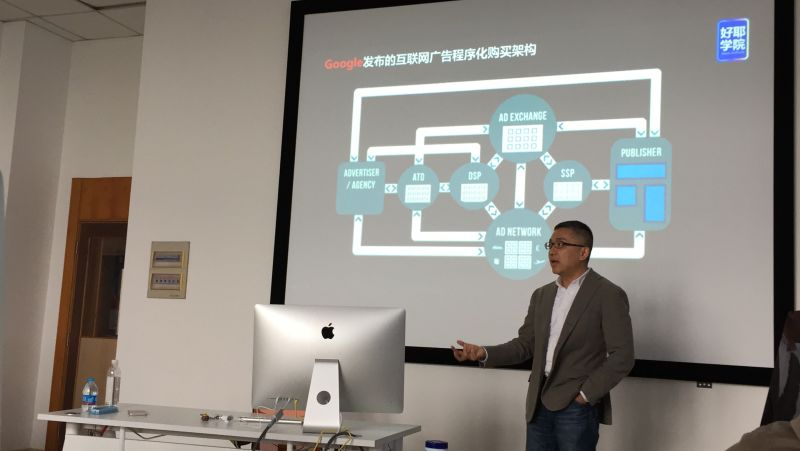 Google发布的互联网广告程序化购买架构
好耶
学院
AD EXCHANGE
ADVERTISER
/ AGENCY
ATD
DSP
SSP
PUBLISHER
AD NETWORK